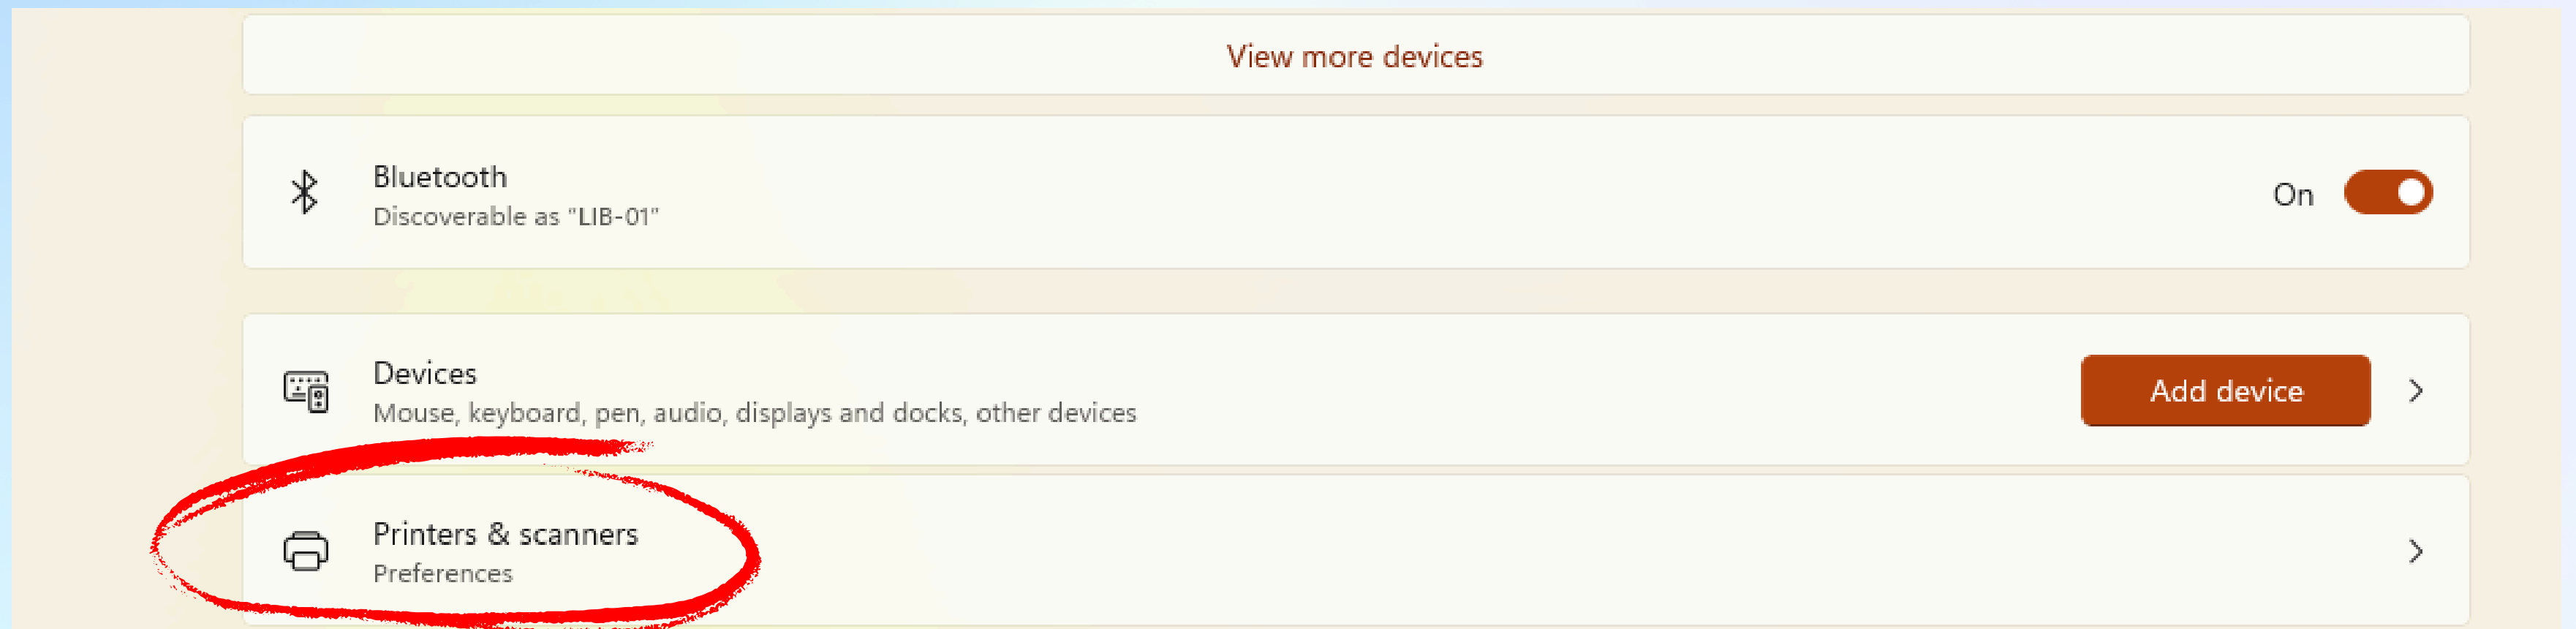 View more devices
Bluetooth
Discoverable as "LIB-01"
On
Devices
Mouse, keyboard, pen, audio, displays and docks, other devices
Add device
Printers & scanners
Preferences